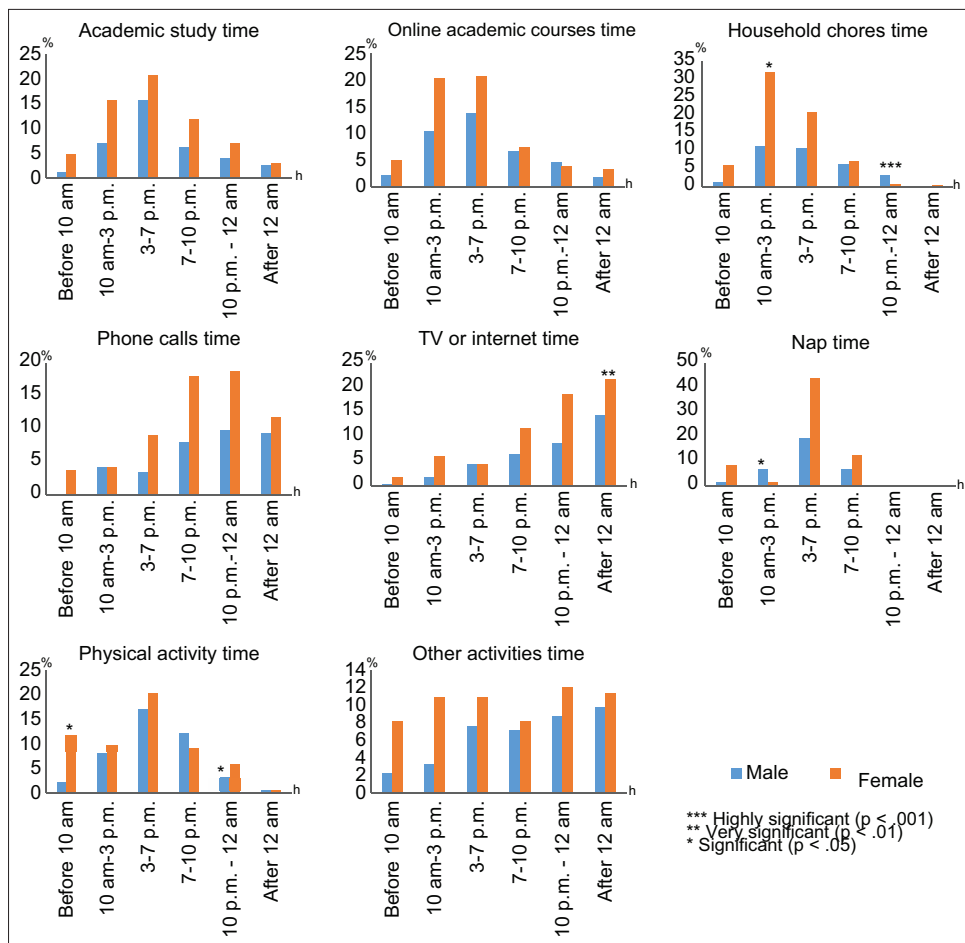 Academic study time
%
25
20
15
10
5
0
h
Before 10 am
10 am-3 p.m.
3-7 p.m.
7-10 p.m.
10 p.m.-12 am
After 12 am
Online academic courses time
%
25
20
15
10
5
0
h
Before 10 am
10 am-3 p.m.
3-7 p.m.
7-10 p.m.
10 p.m.-12 am
After 12 am
Household chores time
%
35
30
25
20
15
10
5
0
*
***
h
Before 10 am
10 am-3 p.m.
3-7 p.m.
7-10 p.m.
10 p.m.-12 am
After 12 am
Phone calls time
%
20
15
10
5
0
h
Before 10 am
10 am-3 p.m.
3-7 p.m.
7-10 p.m.
10 p.m.-12 am
After 12 am
TV or internet time
%
25
20
15
10
5
0
**
h
Before 10 am
10 am-3 p.m.
3-7 p.m.
7-10 p.m.
10 p.m. - 12 am
After 12 am
Nap time
%
50
40
30
20
10
0
*
h
Before 10 am
10 am-3 p.m.
3-7 p.m.
7-10 p.m.
10 p.m. - 12 am
After 12 am
Physical activity time
%
25
20
15
10
5
0
*
*
h
Before 10 am
10 am-3 p.m.
3-7 p.m.
7-10 p.m.
10 p.m. - 12 am
After 12 am
Other activities time
%
14
12
10
8
6
4
2
0
h
Before 10 am
10 am-3 p.m.
3-7 p.m.
7-10 p.m.
10 p.m. - 12 am
After 12 am
Male
Female
*** Highly significant (p < .001)
** Very significant (p < .01)
* Significant (p < .05)